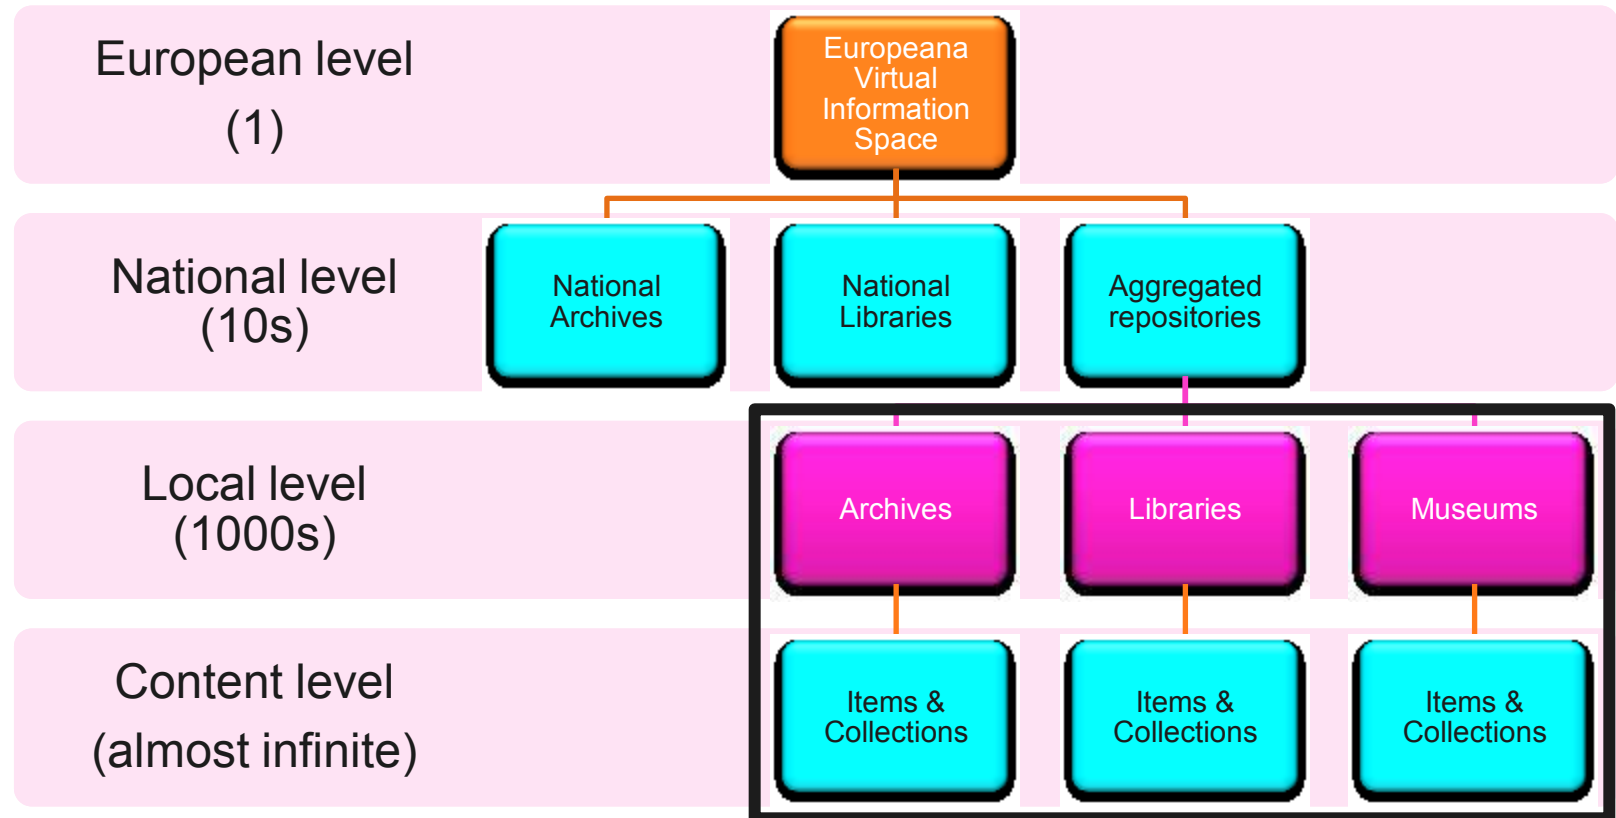 European level
(1)
Europeana
Virtual
Information
Space
National level
(10s)
National
Archives
National
Libraries
Aggregated
repositories
Local level
(1000s)
Archives
Libraries
Museums
Content level
(almost infinite)
Items &
Collections
Items &
Collections
Items &
Collections